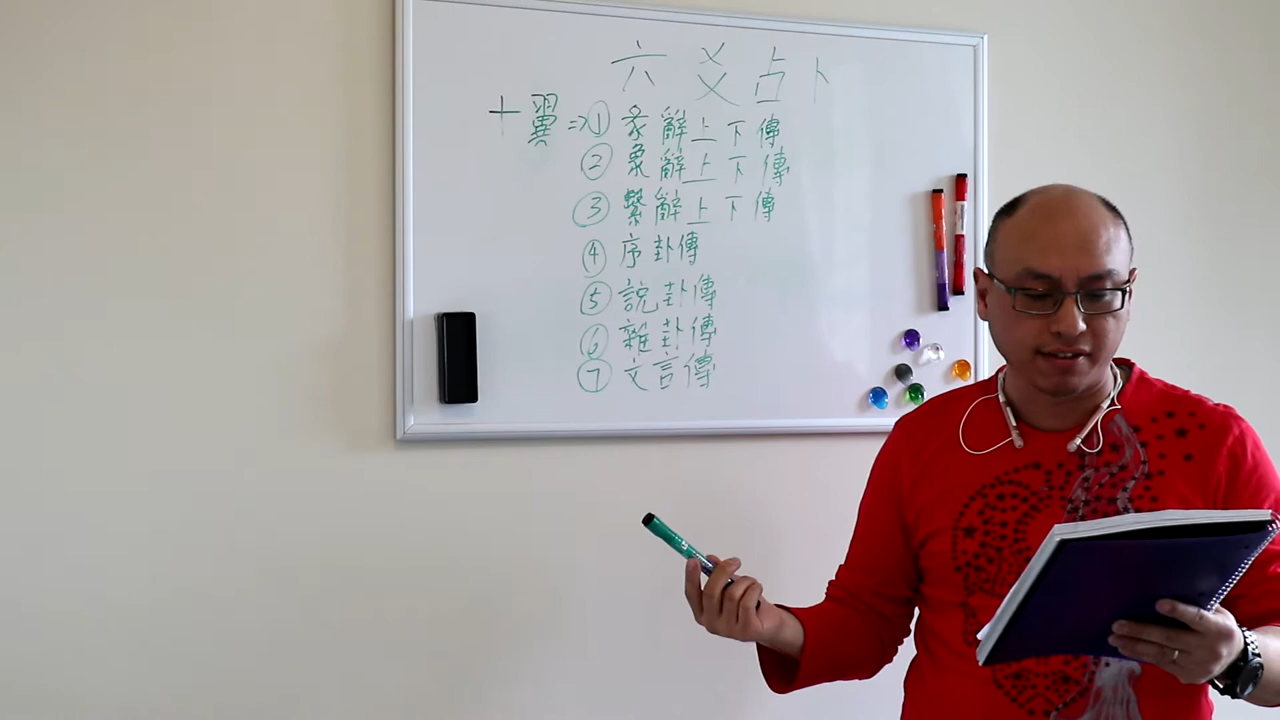 六爻占卜
十翼 => ① 彖辭上下傳
② 象辭上下傳
③ 繫辭上下傳
④ 序卦傳
⑤ 說卦傳
⑥ 雜卦傳
⑦ 文言傳